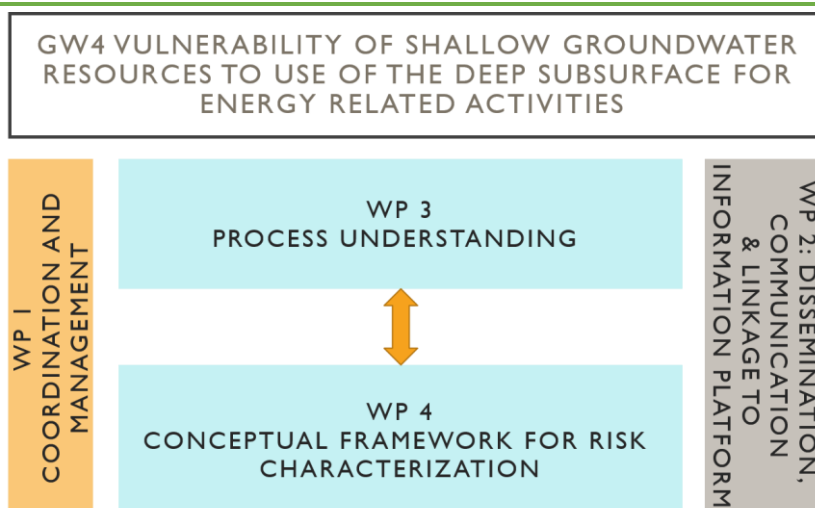 GW4 VULNERABILITY OF SHALLOW GROUNDWATER
RESOURCES TO USE OF THE DEEP SUBSURFACE FOR
ENERGY RELATED ACTIVITIES
WP 1
COORDINATION AND
MANAGEMENT
WP 3
PROCESS UNDERSTANDING
WP 4
CONCEPTUAL FRAMEWORK FOR RISK
CHARACTERIZATION
WP 2: DISSEMINATION,
COMMUNICATION
& LINKAGE TO
INFORMATION PLATFORM